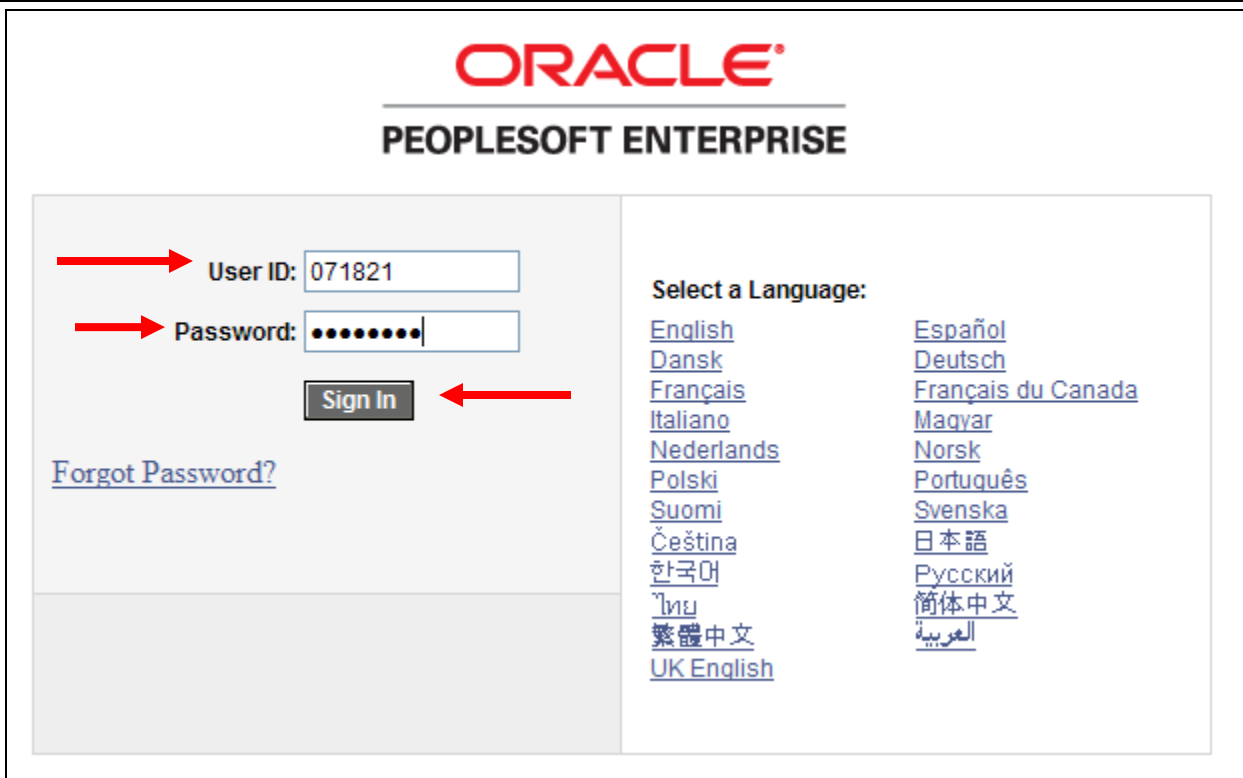 ORACLE
PEOPLESOFT ENTERPRISE
User ID: 071821
Password: ••••••••
Sign In
Forgot Password?
Select a Language:
English Español
Dansk Deutsch
Français Français du Canada
Italiano Magyar
Nederlands Norsk
Polski Português
Suomi Svenska
Čeština 日本語
한국어 Русский
ไทย 简体中文
繁體中文 العربية
UK English